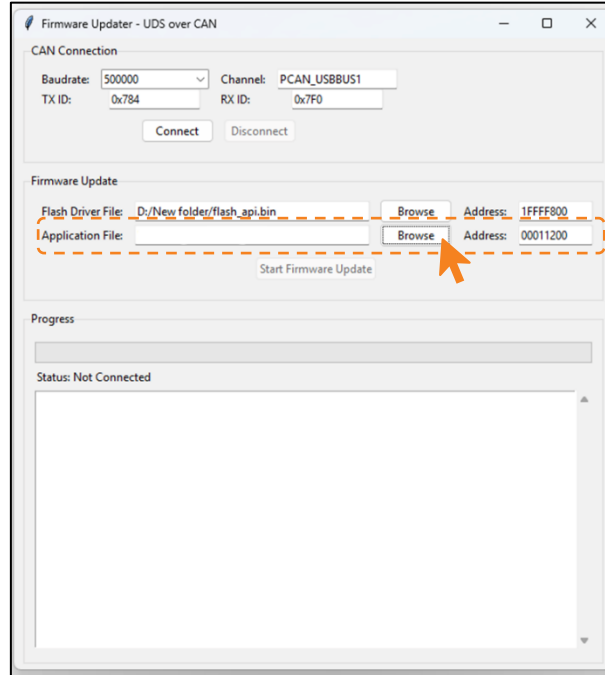 Firmware Updater - UDS over CAN
CAN Connection
Baudrate: 500000 Channel: PCAN_USBBUS1
TX ID: 0x784 RX ID: 0x7F0
Connect Disconnect
Firmware Update
Flash Driver File: D:/New folder/flash_api.bin Browse Address: 1FFFF800
Application File: Browse Address: 00011200
Start Firmware Update
Progress
Status: Not Connected